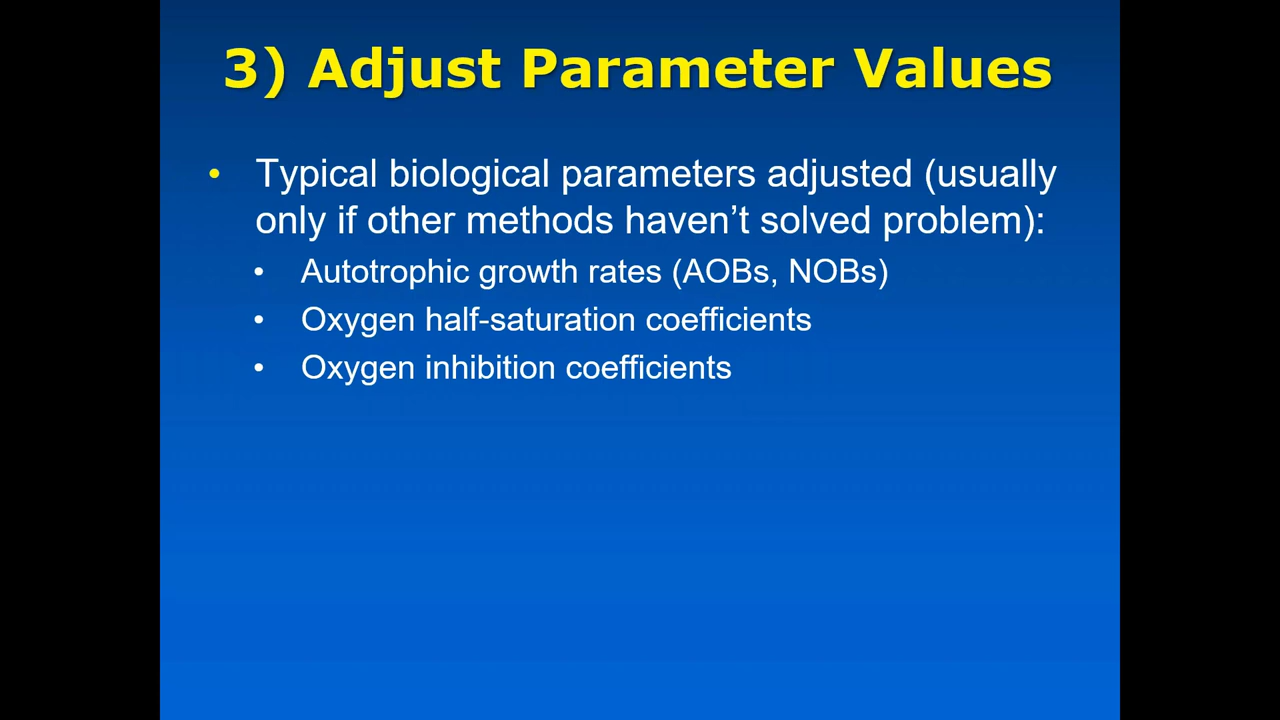 3) Adjust Parameter Values
• Typical biological parameters adjusted (usually
only if other methods haven’t solved problem):
• Autotrophic growth rates (AOBs, NOBs)
• Oxygen half-saturation coefficients
• Oxygen inhibition coefficients